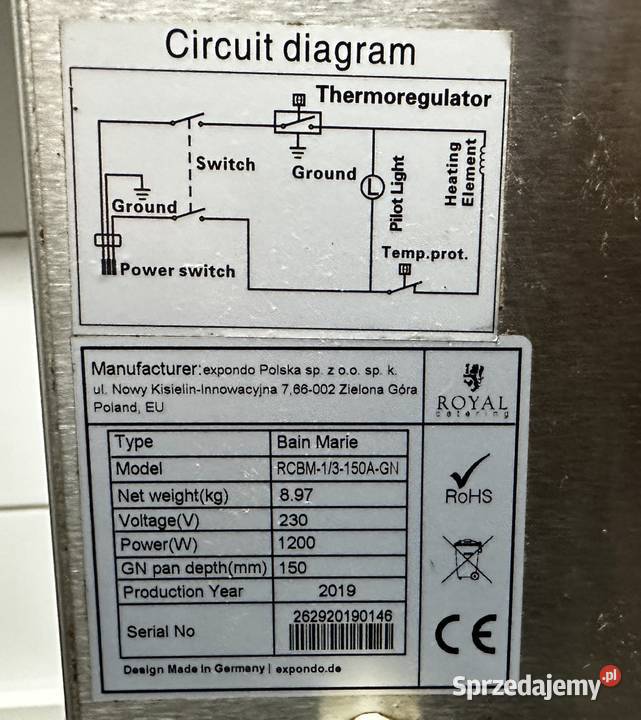 Circuit diagram
Thermoregulator
Switch
Ground
Pilot Light
Heating
Element
Ground
L
Temp.prot.
Power switch
Manufacturer: expondo Polska sp. z o.o. sp. k.
ul. Nowy Kisielin-Innowacyjna 7,66-002 Zielona Góra
Poland, EU
ROYAL
catering
Type Bain Marie
Model RCBM-1/3-150A-GN
Net weight(kg) 8.97
Voltage(V) 230
Power(W) 1200
GN pan depth(mm) 150
Production Year 2019
Serial No 262920190146
RoHS
CE
Design Made In Germany | expondo.de
Sprzedajemy.pl